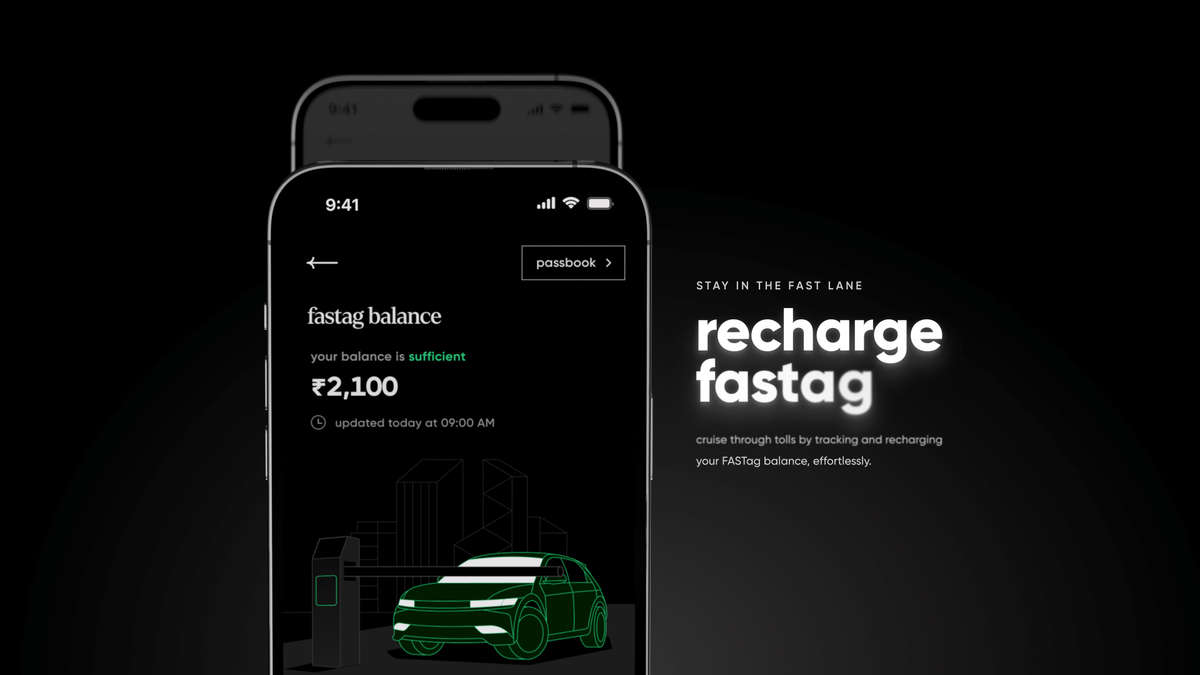 9:41
9:41
passbook
fastag balance
your balance is sufficient
₹2,100
updated today at 09:00 AM
STAY IN THE FAST LANE
recharge
fastag
cruise through tolls by tracking and recharging
your FASTag balance, effortlessly.